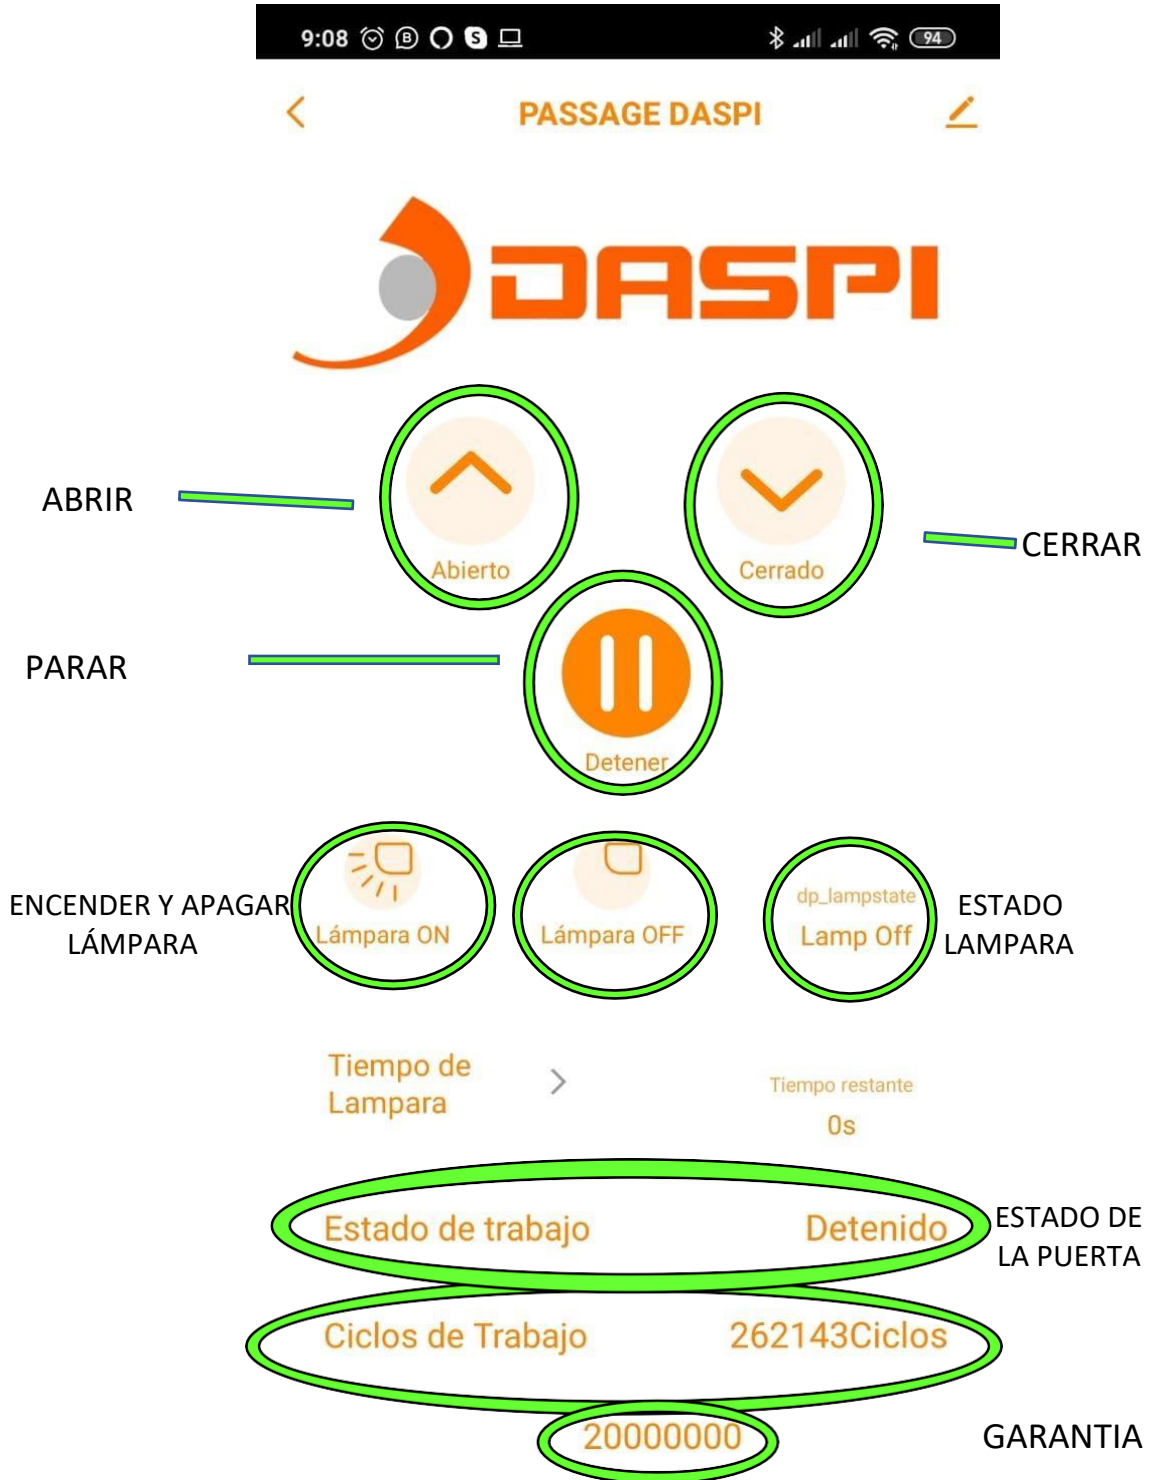 9:08
94
PASSAGE DASPI
DASPI
ABRIR
Abierto
Cerrado
CERRAR
PARAR
Detener
ENCENDER Y APAGAR
LÁMPARA
Lámpara ON
Lámpara OFF
dp_lampstate
Lamp Off
ESTADO
LAMPARA
Tiempo de
Lampara
Tiempo restante
0s
Estado de trabajo
Detenido
ESTADO DE
LA PUERTA
Ciclos de Trabajo
262143Ciclos
20000000
GARANTIA